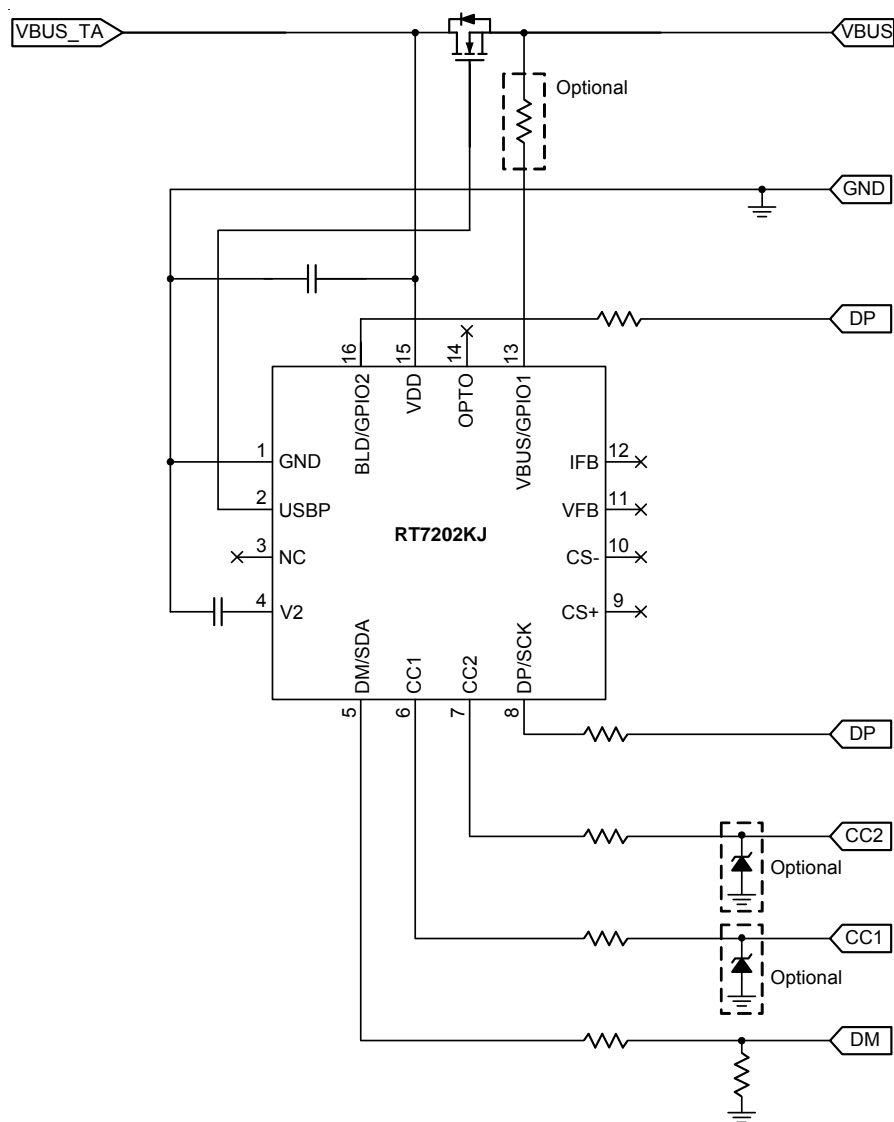 VBUS_TA
VBUS
Optional
GND
DP
16
15
14
13
BLD/GPIO2
VDD
OPTO
VBUS/GPIO1
1
GND
IFB
12
2
USBP
VFB
11
RT7202KJ
3
NC
CS-
10
4
V2
CS+
9
DM/SDA
CC1
CC2
DP/SCK
5
6
7
8
DP
CC2
Optional
CC1
Optional
DM